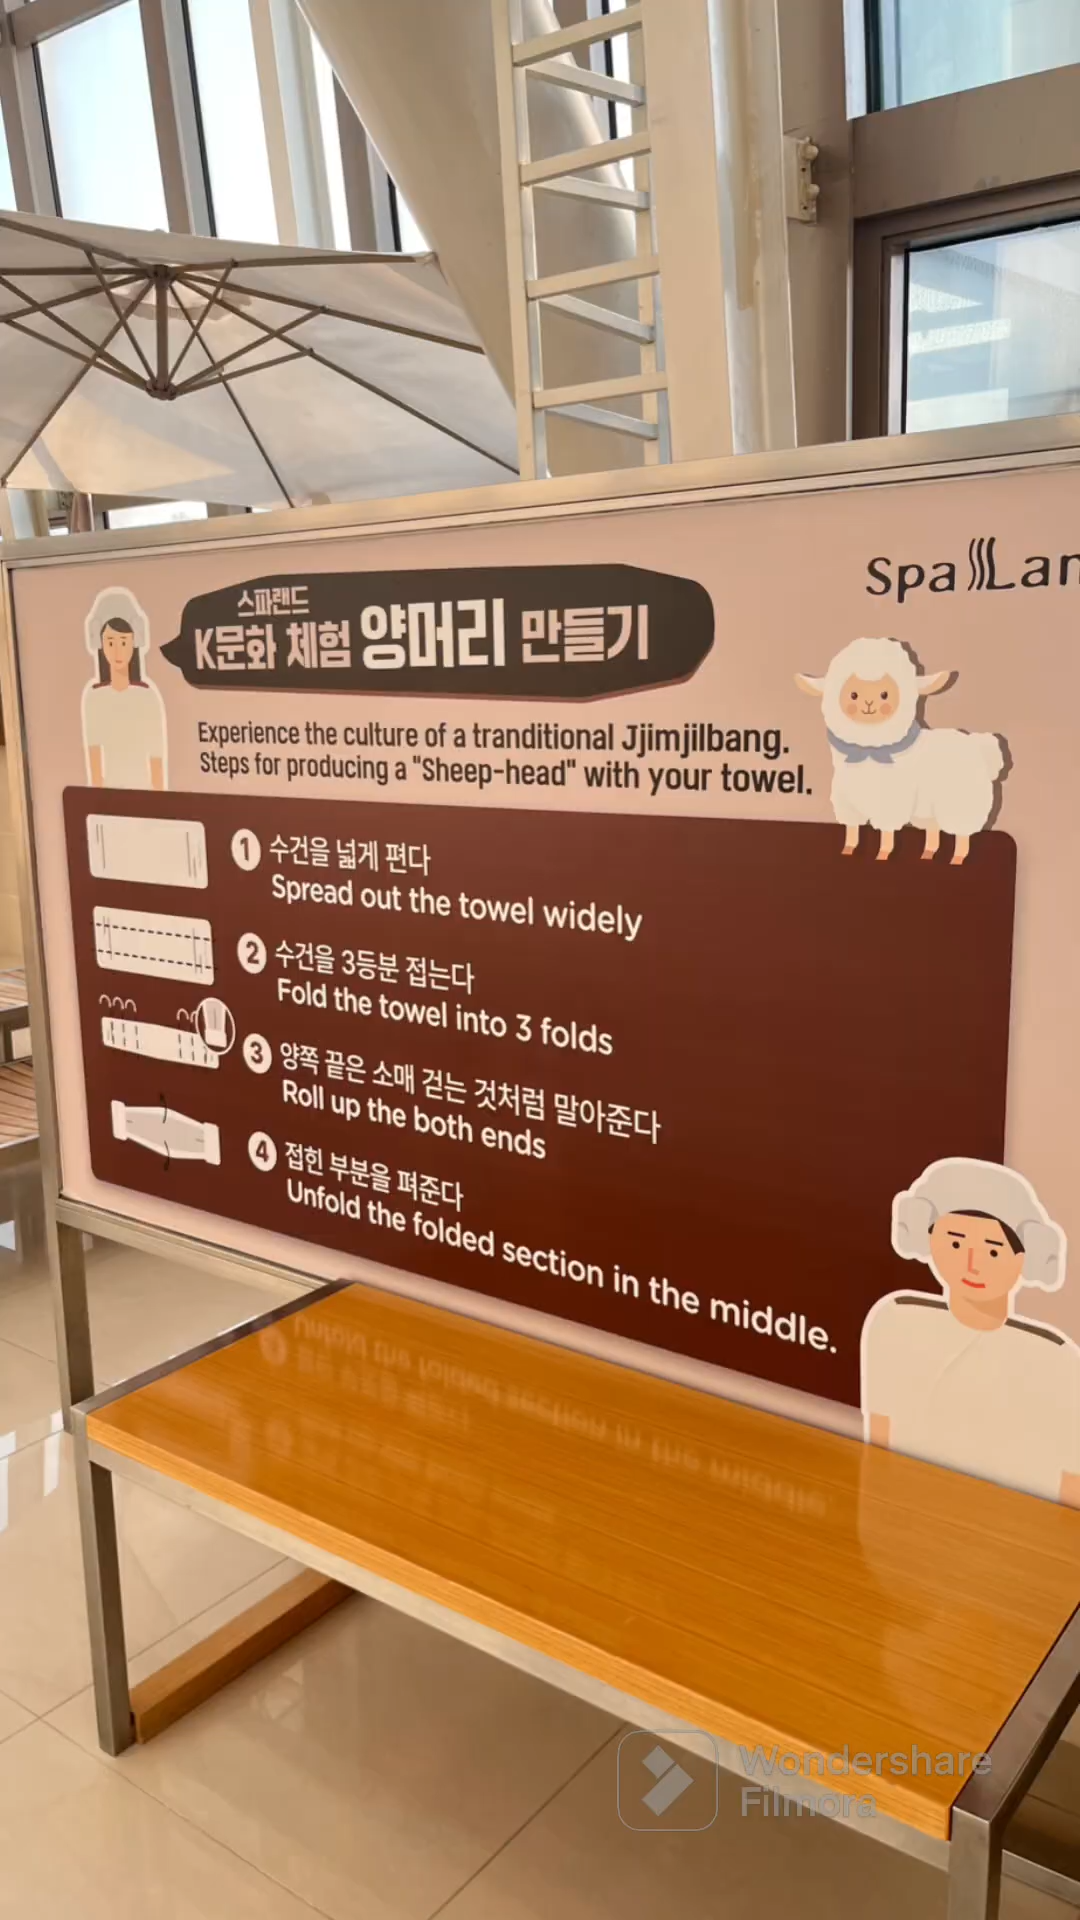 Spa Lan
스파랜드
K문화 체험 양머리 만들기
Experience the culture of a tranditional Jjimjilbang.
Steps for producing a "Sheep-head" with your towel.
1 수건을 넓게 편다
Spread out the towel widely
2 수건을 3등분 접는다
Fold the towel into 3 folds
3 양쪽 끝은 소매 걷는 것처럼 말아준다
Roll up the both ends
4 접힌 부분을 펴준다
Unfold the folded section in the middle.
Wondershare
Filmora